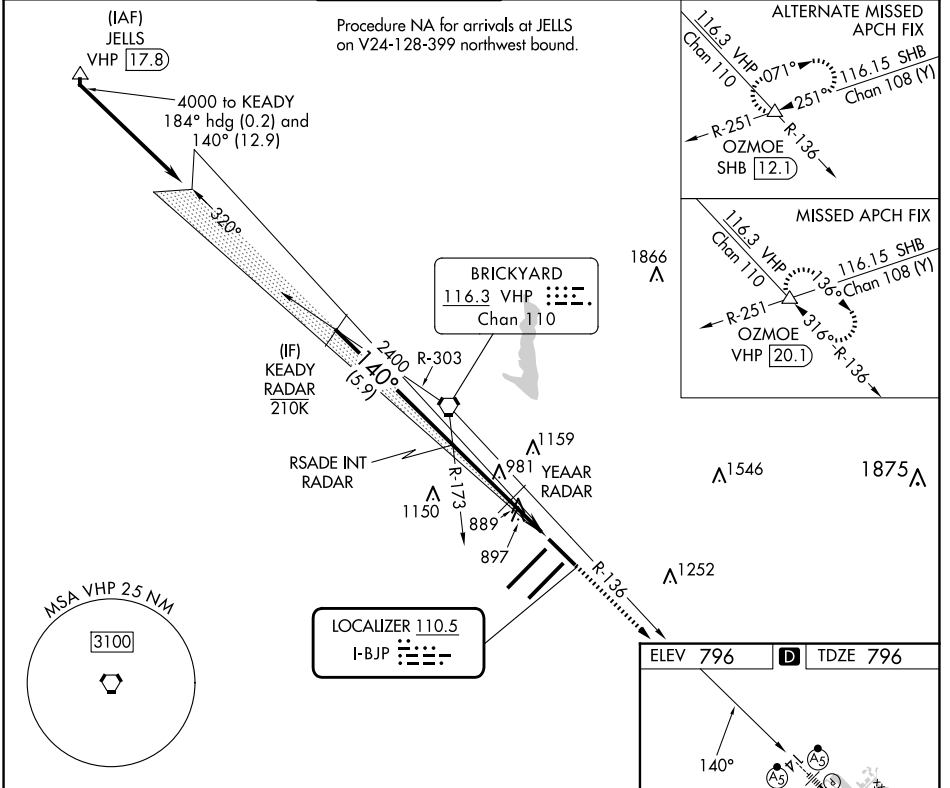 (IAF)
JELLS
VHP 17.8
Procedure NA for arrivals at JELLS
on V24-128-399 northwest bound.
4000 to KEADY
184° hdg (0.2) and
140° (12.9)
320°
ALTERNATE MISSED
APCH FIX
116.3 VHP
Chan 110
071°
116.15 SHB
Chan 108 (Y)
251°
R-251
R-136
OZMOE
SHB 12.1
MISSED APCH FIX
116.3 VHP
Chan 110
136°
116.15 SHB
Chan 108 (Y)
R-251
316°
R-136
OZMOE
VHP 20.1
1866
BRICKYARD
116.3 VHP
Chan 110
(IF)
KEADY
RADAR
210K
2400
140°
(5.9)
R-303
RSADE INT
RADAR
R-173
1159
981
YEAAR
RADAR
1546
1875
1150
889
897
R-136
1252
MSA VHP 25 NM
3100
LOCALIZER 110.5
I-BJP
ELEV 796
D
TDZE 796
140°
A5
14
A5
P